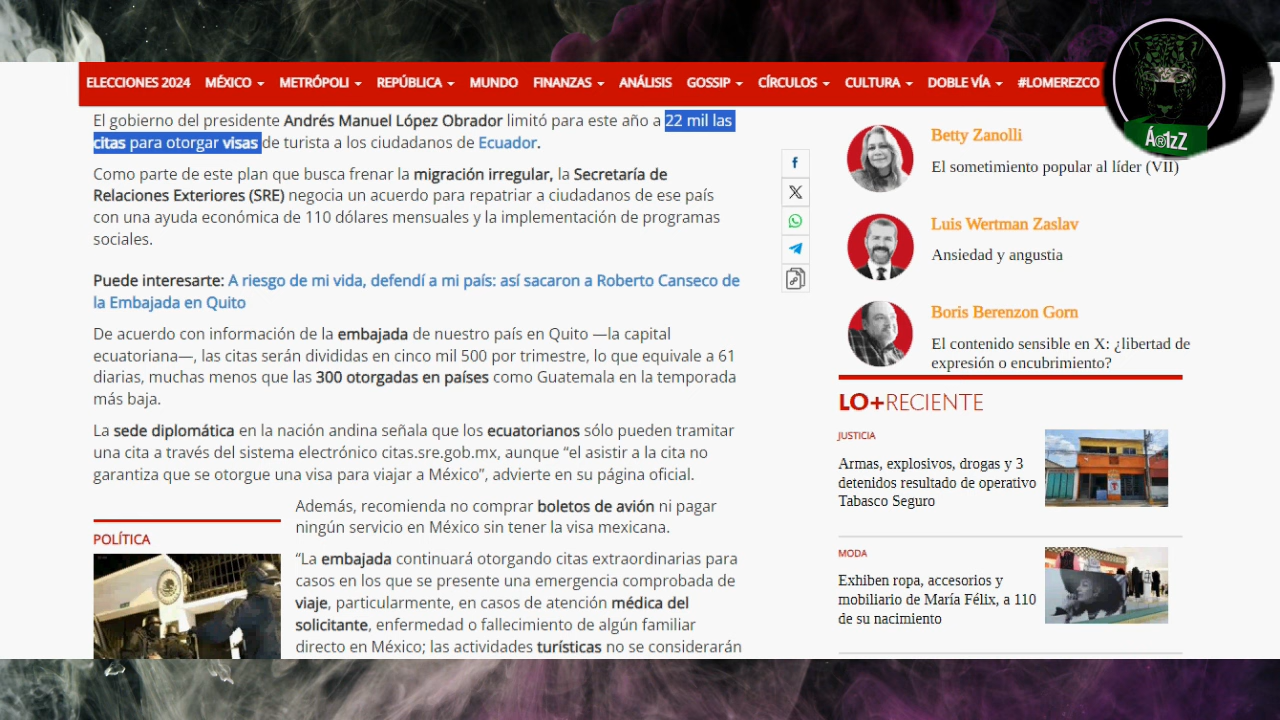 ELECCIONES 2024 MÉXICO METRÓPOLI REPÚBLICA MUNDO FINANZAS ANÁLISIS GOSSIP CÍRCULOS CULTURA DOBLE VÍA #LOMEREZCO
Á®1zZ
El gobierno del presidente Andrés Manuel López Obrador limitó para este año a 22 mil las
citas para otorgar visas de turista a los ciudadanos de Ecuador.
Como parte de este plan que busca frenar la migración irregular, la Secretaría de
Relaciones Exteriores (SRE) negocia un acuerdo para repatriar a ciudadanos de ese país
con una ayuda económica de 110 dólares mensuales y la implementación de programas
sociales.
Puede interesarte: A riesgo de mi vida, defendí a mi país: así sacaron a Roberto Canseco de
la Embajada en Quito
De acuerdo con información de la embajada de nuestro país en Quito —la capital
ecuatoriana—, las citas serán divididas en cinco mil 500 por trimestre, lo que equivale a 61
diarias, muchas menos que las 300 otorgadas en países como Guatemala en la temporada
más baja.
La sede diplomática en la nación andina señala que los ecuatorianos sólo pueden tramitar
una cita a través del sistema electrónico citas.sre.gob.mx, aunque “el asistir a la cita no
garantiza que se otorgue una visa para viajar a México”, advierte en su página oficial.
Además, recomienda no comprar boletos de avión ni pagar
ningún servicio en México sin tener la visa mexicana.
“La embajada continuará otorgando citas extraordinarias para
casos en los que se presente una emergencia comprobada de
viaje, particularmente, en casos de atención médica del
solicitante, enfermedad o fallecimiento de algún familiar
directo en México; las actividades turísticas no se considerarán
POLÍTICA
Betty Zanolli
El sometimiento popular al líder (VII)
Luis Wertman Zaslav
Ansiedad y angustia
Boris Berenzon Gorn
El contenido sensible en X: ¿libertad de
expresión o encubrimiento?
LO+RECIENTE
JUSTICIA
Armas, explosivos, drogas y 3
detenidos resultado de operativo
Tabasco Seguro
MODA
Exhiben ropa, accesorios y
mobiliario de María Félix, a 110
de su nacimiento